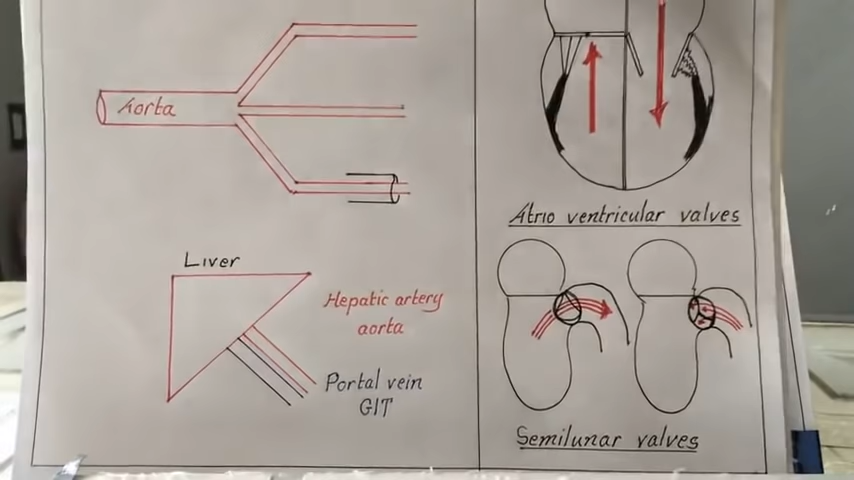 Aorta
Liver
Hepatic artery
aorta
Portal vein
GIT
Atrio ventricular valves
Semilunar valves